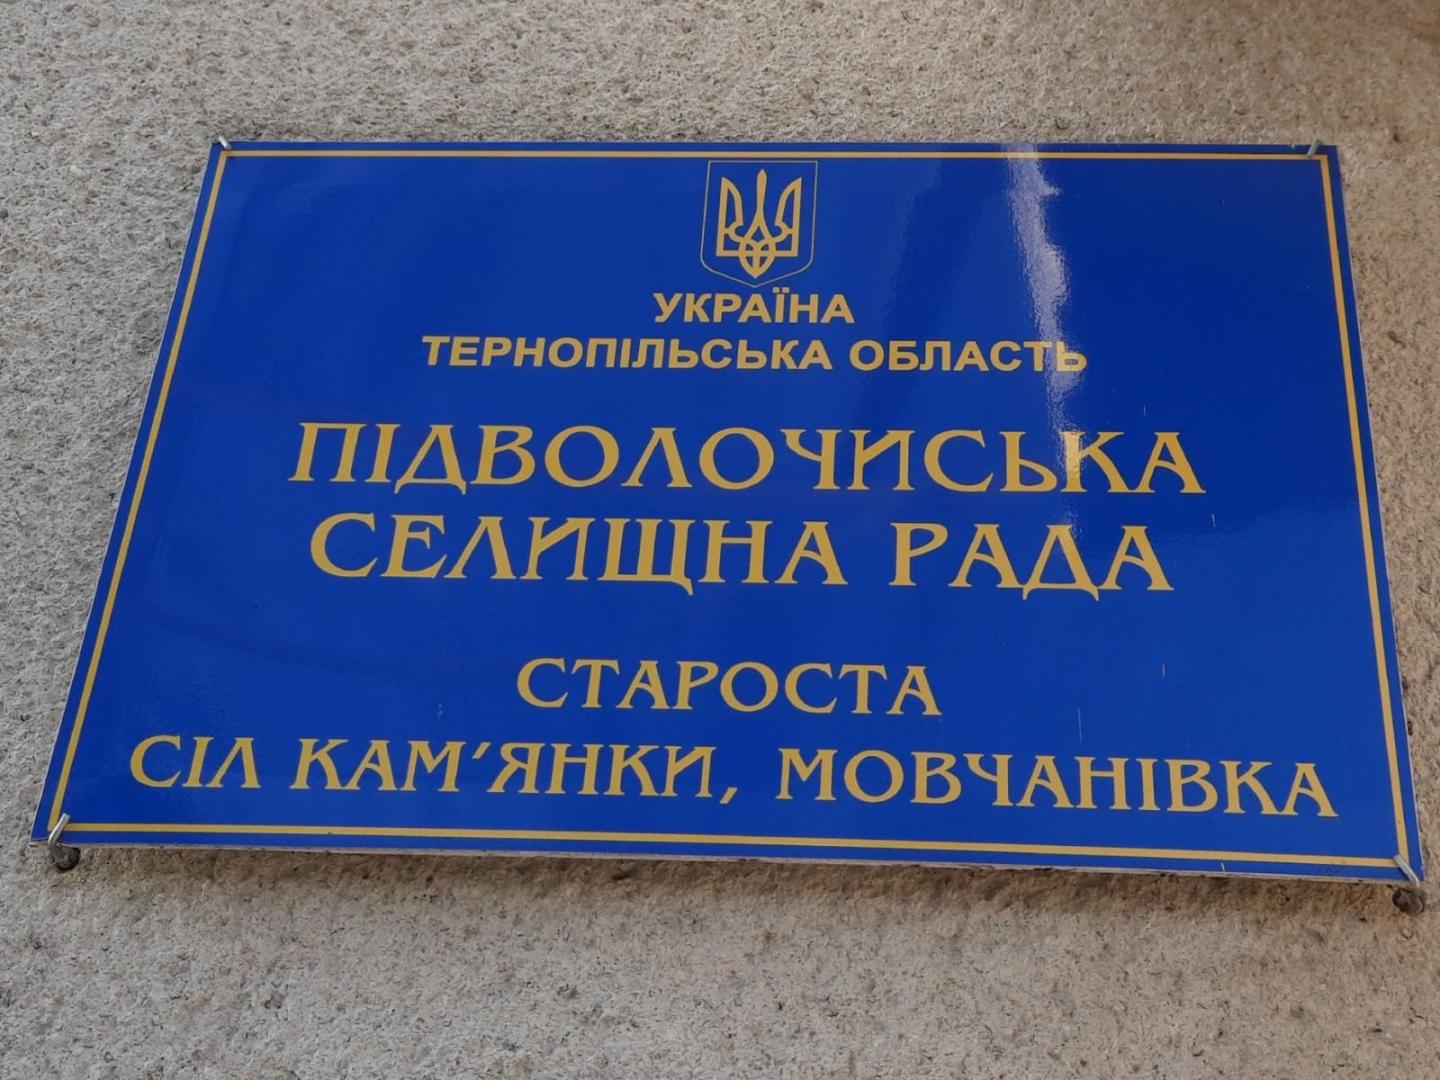 УКРАЇНА
ТЕРНОПІЛЬСЬКА ОБЛАСТЬ
ПІДВОЛОЧИСЬКА
СЕЛИЩНА РАДА
СТАРОСТА
СІЛ КАМ'ЯНКИ, МОВЧАНІВКА